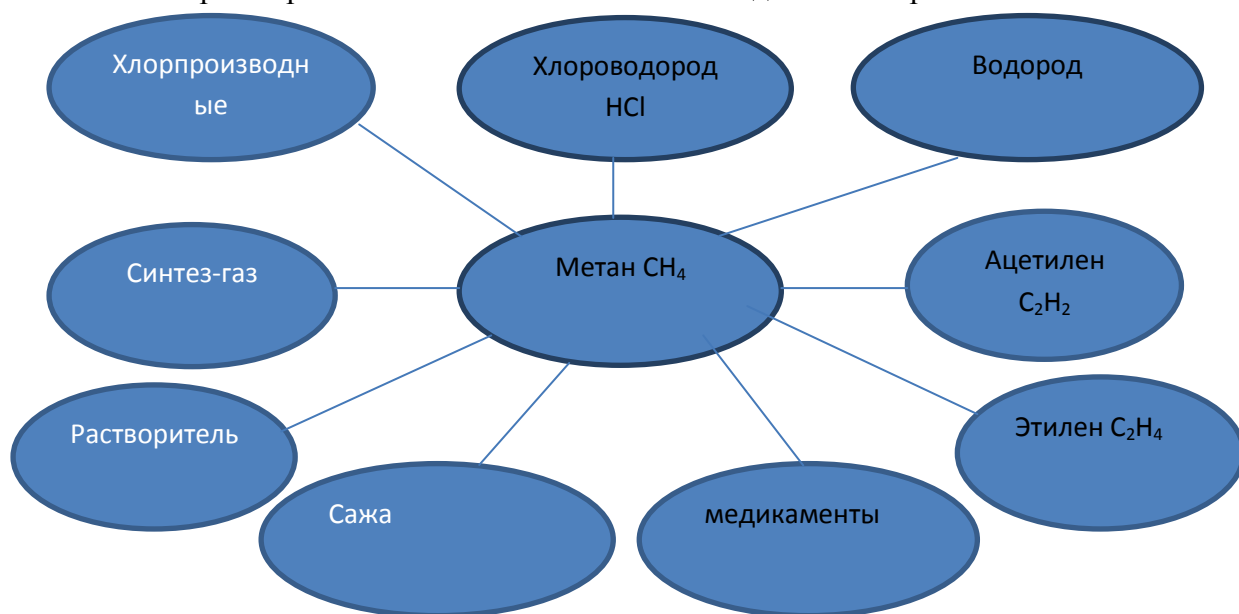 Хлорпроизводн
ые
Хлороводород
HCl
Водород
Синтез-газ
Метан CH₄
Ацетилен
C₂H₂
Растворитель
Этилен C₂H₄
Сажа
медикаменты